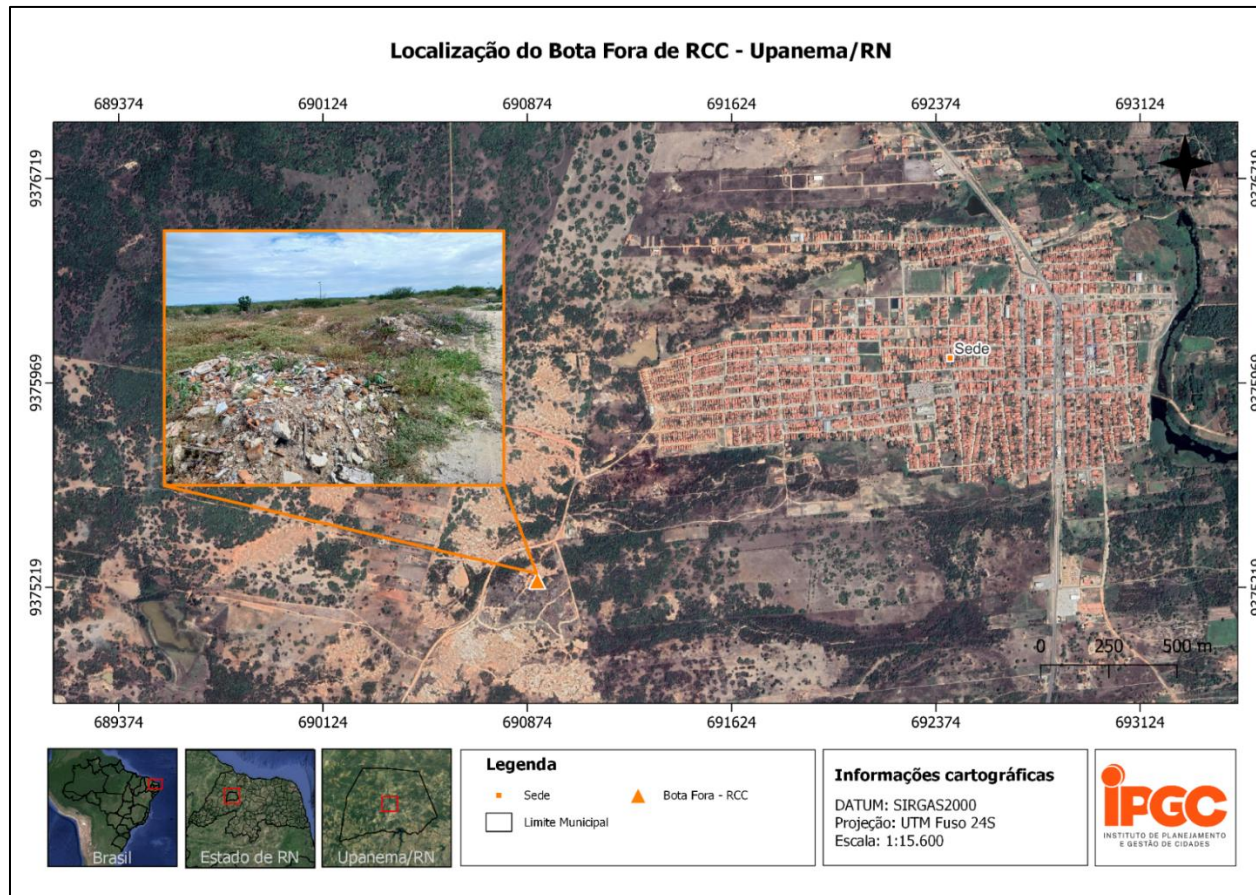 Localização do Bota Fora de RCC - Upanema/RN
689374 690124 690874 691624 692374 693124
9376719 9376719
Sede
9375969 9375969
9375219 9375219
0 250 500 m
689374 690124 690874 691624 692374 693124
Brasil
Estado de RN
Upanema/RN
Legenda
Sede
Bota Fora - RCC
Limite Municipal
Informações cartográficas
DATUM: SIRGAS2000
Projeção: UTM Fuso 24S
Escala: 1:15.600
IPGC
INSTITUTO DE PLANEJAMENTO
E GESTÃO DE CIDADES